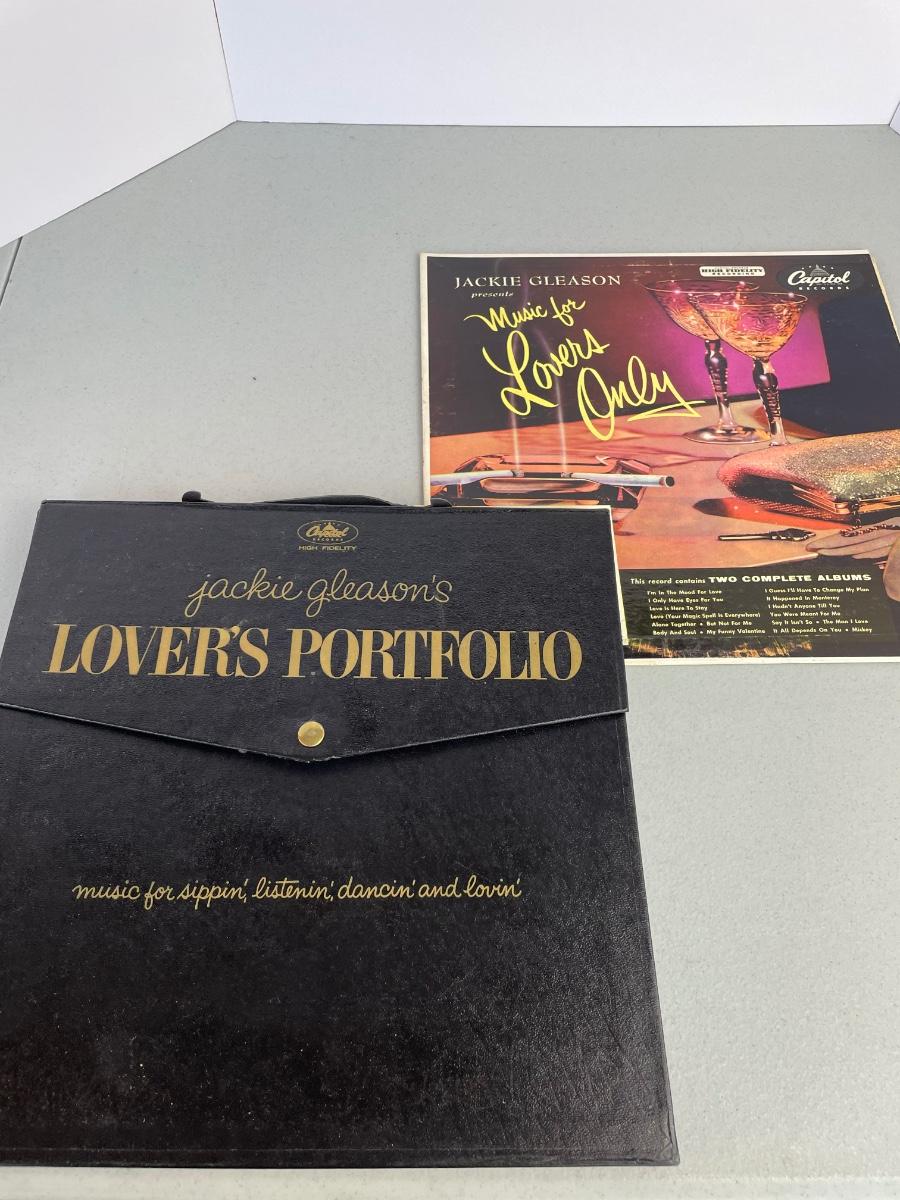 JACKIE GLEASON
presents
Music for
Lovers
Only
HIGH FIDELITY
RECORDING
Capitol
RECORDS
This record contains TWO COMPLETE ALBUMS
I'm In The Mood For Love
I Only Have Eyes For You
Love Is Here To Stay
Love (Your Magic Spell Is Everywhere)
Alone Together • But Not For Me
Body And Soul • My Funny Valentine
I Guess I'll Have To Change My Plan
It Happened In Monterey
I Hadn't Anyone Till You
You Were Meant For Me
Say It Isn't So • The Man I Love
It All Depends On You • Mickey
Capitol
RECORDS
HIGH FIDELITY
jackie gleason's
LOVER'S PORTFOLIO
music for sippin', listenin', dancin' and lovin'